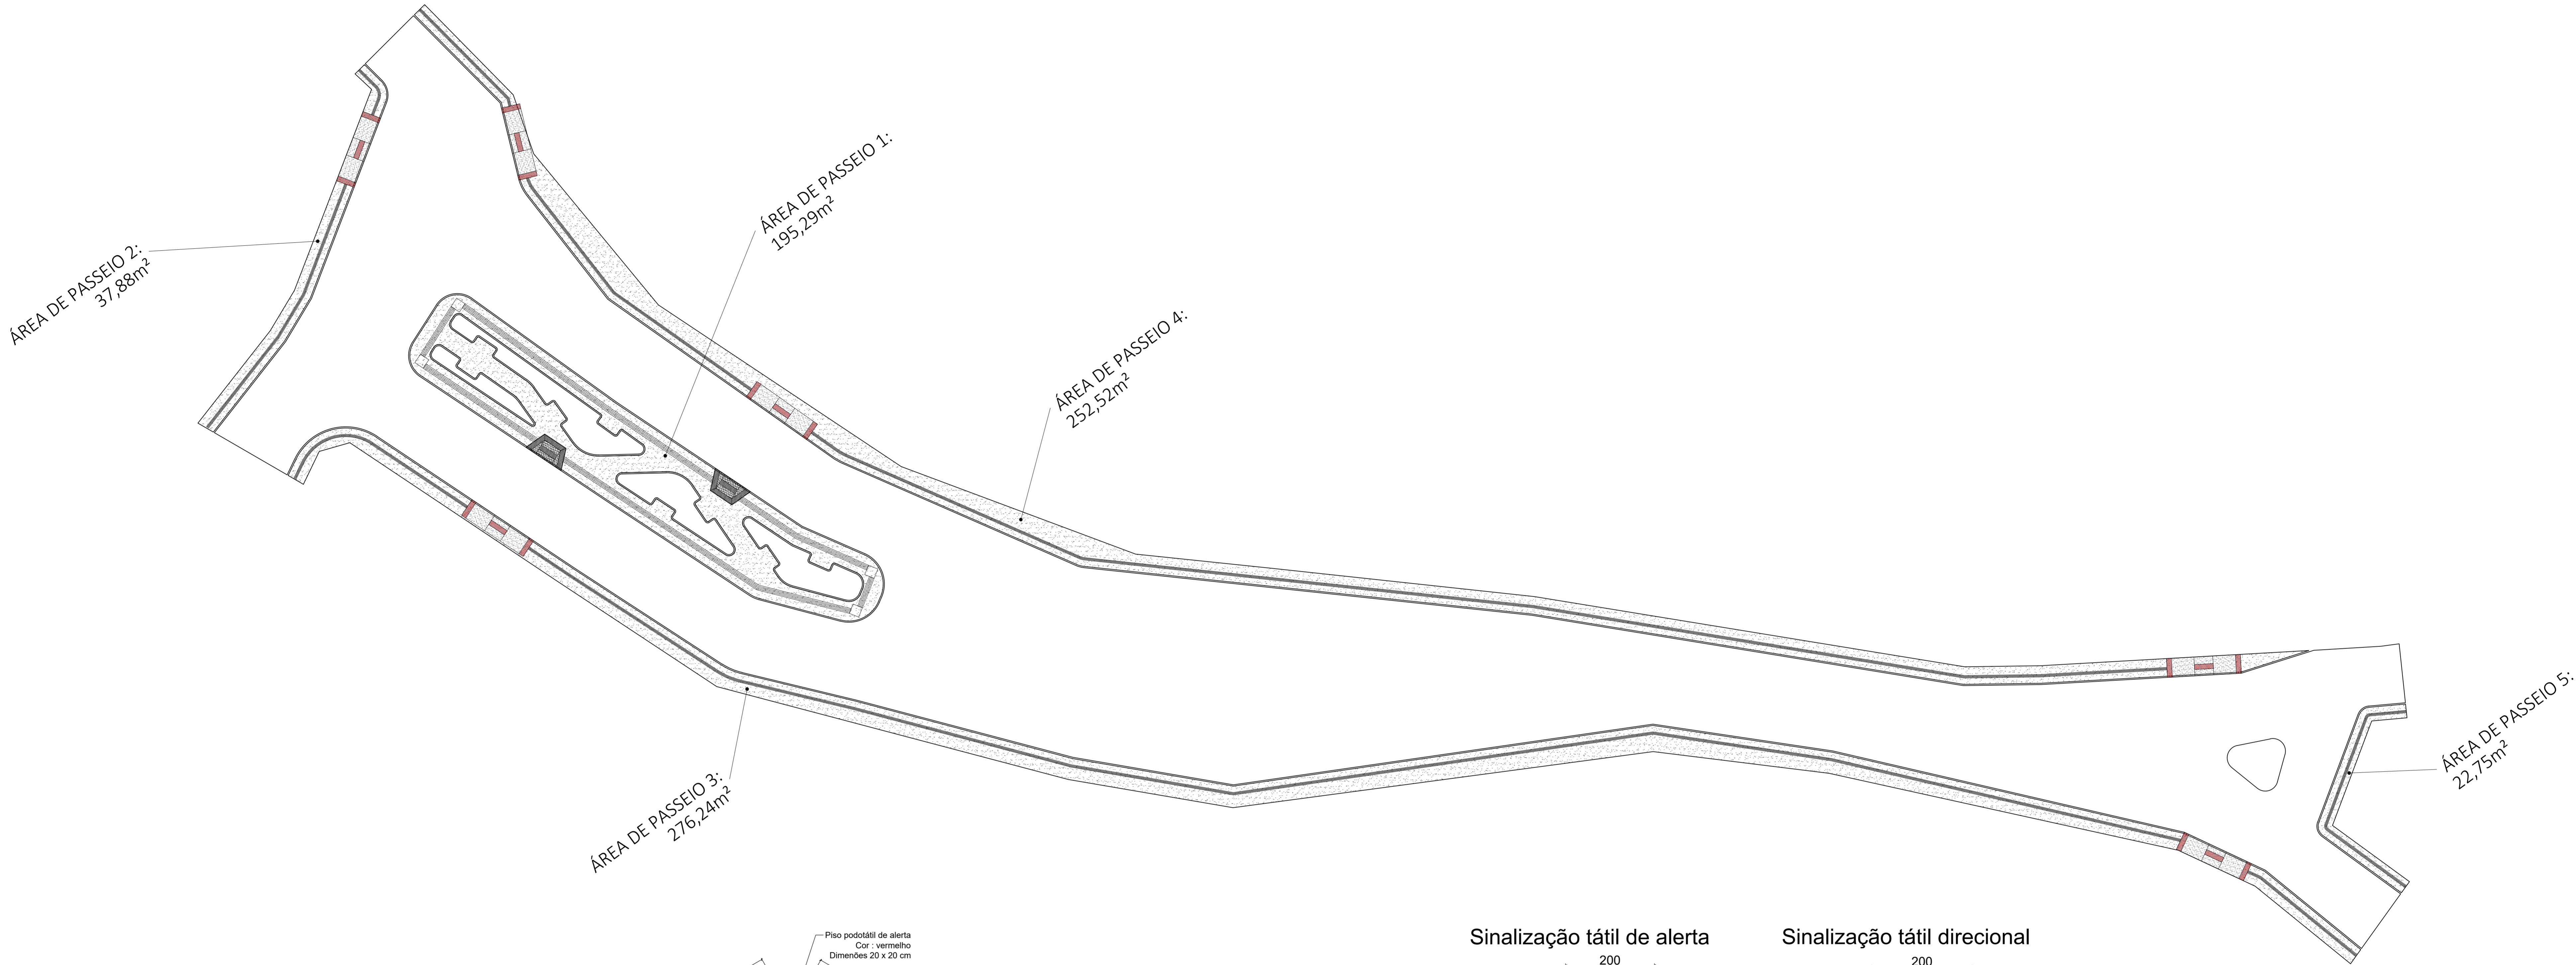 ÁREA DE PASSEIO 1:
195,29m²
ÁREA DE PASSEIO 2:
37,88m²
ÁREA DE PASSEIO 4:
252,52m²
ÁREA DE PASSEIO 5:
22,75m²
ÁREA DE PASSEIO 3:
276,24m²
Piso podotátil de alerta
Cor : vermelho
Dimenões 20 x 20 cm
Sinalização tátil de alerta
200
Sinalização tátil direcional
200